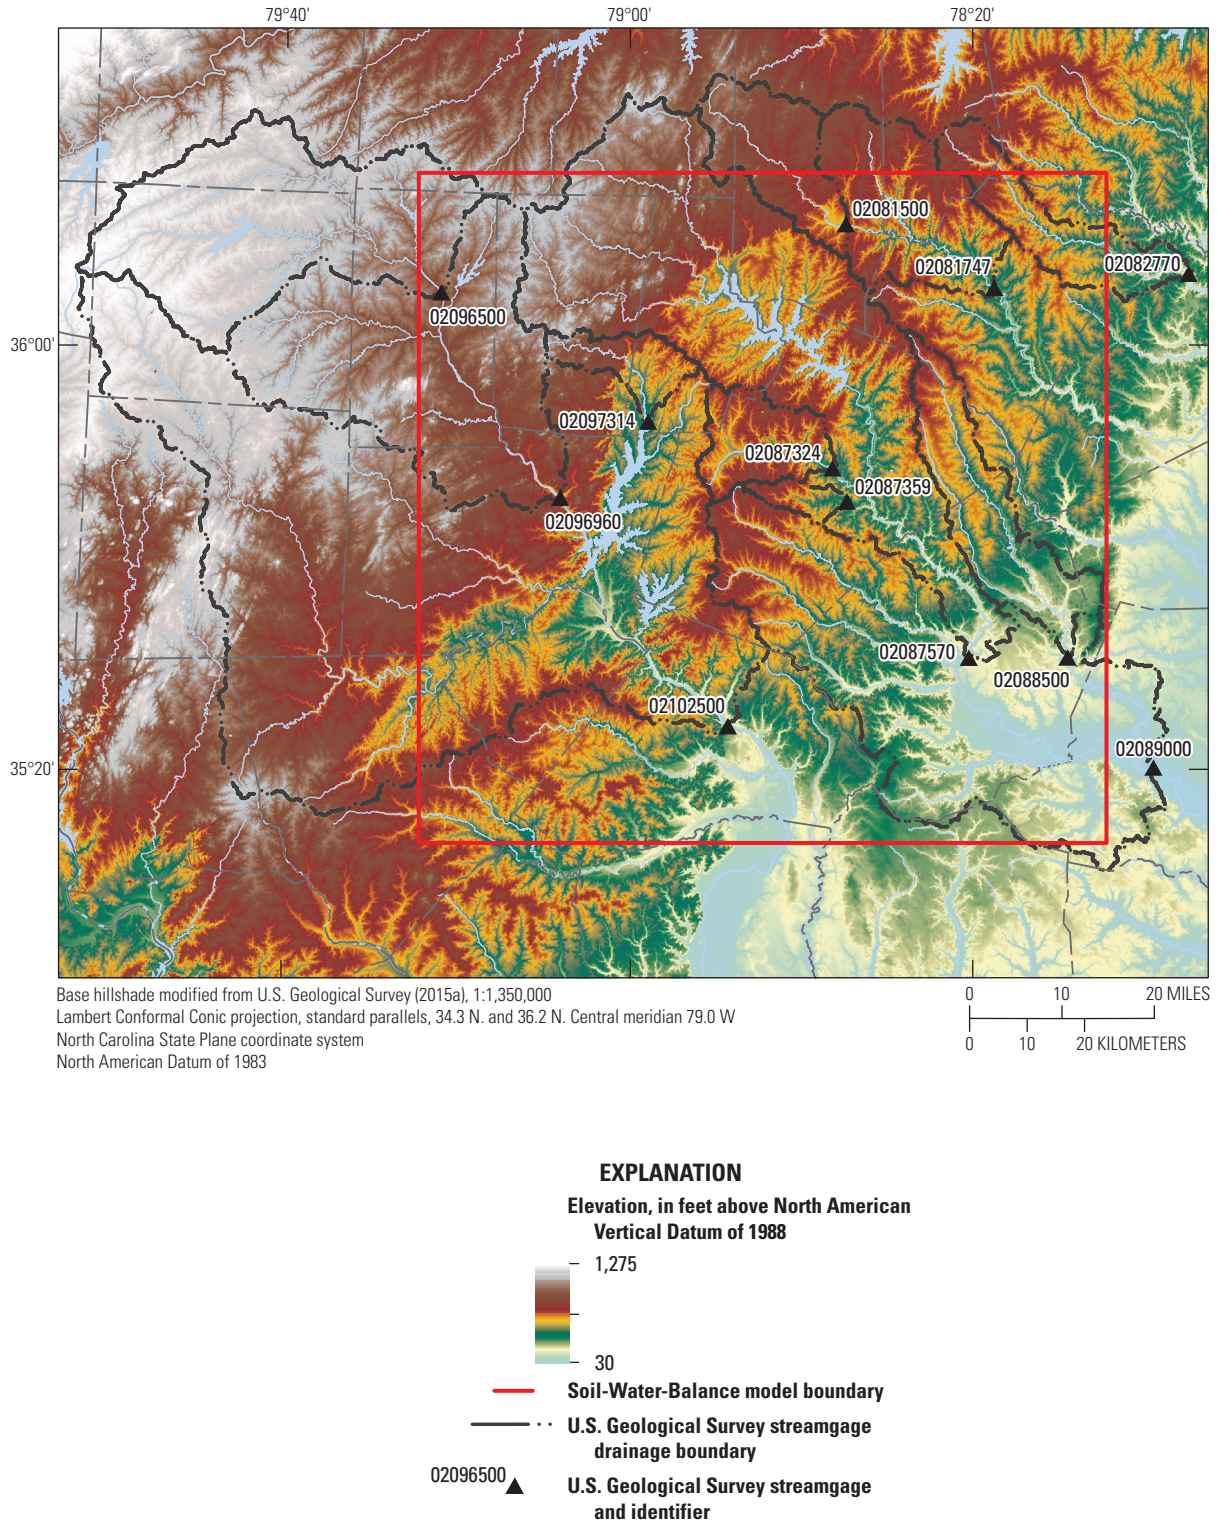 79°40' 79°00' 78°20'
02081500
02081747
02082770
02096500
36°00'
02097314
02087324
02087359
02096960
02087570
02088500
02102500
02089000
35°20'
Base hillshade modified from U.S. Geological Survey (2015a), 1:1,350,000
Lambert Conformal Conic projection, standard parallels, 34.3 N. and 36.2 N. Central meridian 79.0 W
North Carolina State Plane coordinate system
North American Datum of 1983
0 10 20 MILES
0 10 20 KILOMETERS
EXPLANATION
Elevation, in feet above North American
Vertical Datum of 1988
1,275
30
Soil-Water-Balance model boundary
U.S. Geological Survey streamgage
drainage boundary
02096500
U.S. Geological Survey streamgage
and identifier